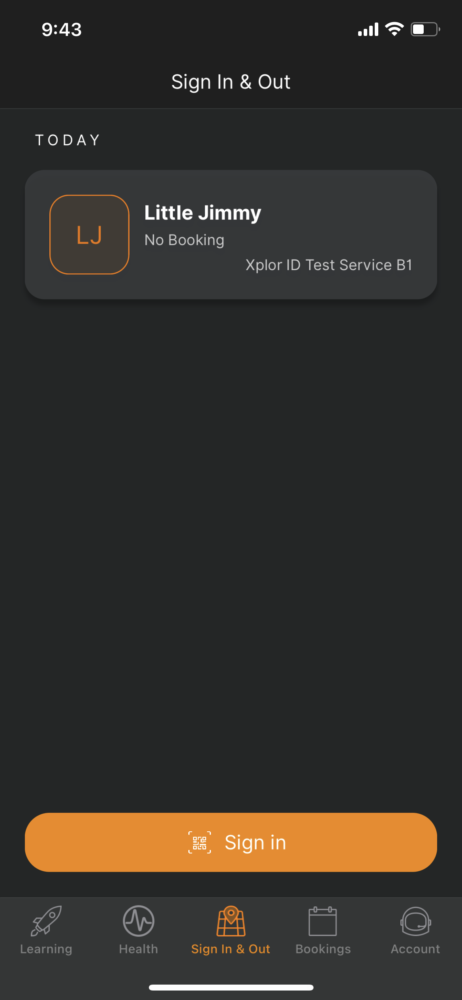 9:43
Sign In & Out
TODAY
LJ
Little Jimmy
No Booking
Xplor ID Test Service B1
Sign in
Learning
Health
Sign In & Out
Bookings
Account